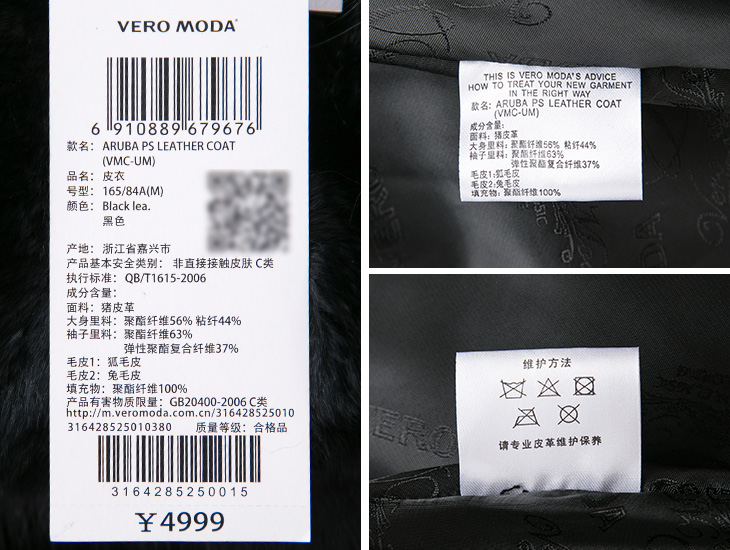 VERO MODA
6 910889 679676
款名： ARUBA PS LEATHER COAT
(VMC-UM)
品名： 皮衣
号型： 165/84A(M)
颜色： Black lea.
黑色
产地： 浙江省嘉兴市
产品基本安全类别： 非直接接触皮肤 C类
执行标准： QB/T1615-2006
成分含量：
面料： 猪皮革
大身里料： 聚酯纤维56% 粘纤44%
袖子里料： 聚酯纤维63%
弹性聚酯复合纤维37%
毛皮1： 狐毛皮
毛皮2： 兔毛皮
填充物： 聚酯纤维100%
产品有害物质限量： GB20400-2006 C类
http://m.veromoda.com.cn/316428525010
316428525010380 质量等级： 合格品
3164285250015
￥4999
THIS IS VERO MODA'S ADVICE
HOW TO TREAT YOUR NEW GARMENT
IN THE RIGHT WAY
款名: ARUBA PS LEATHER COAT
(VMC-UM)
成分含量:
面料: 猪皮革
大身里料: 聚酯纤维56% 粘纤44%
袖子里料: 聚酯纤维63%
弹性聚酯复合纤维37%
毛皮1: 狐毛皮
毛皮2: 兔毛皮
填充物: 聚酯纤维100%
维护方法
请专业皮革维护保养